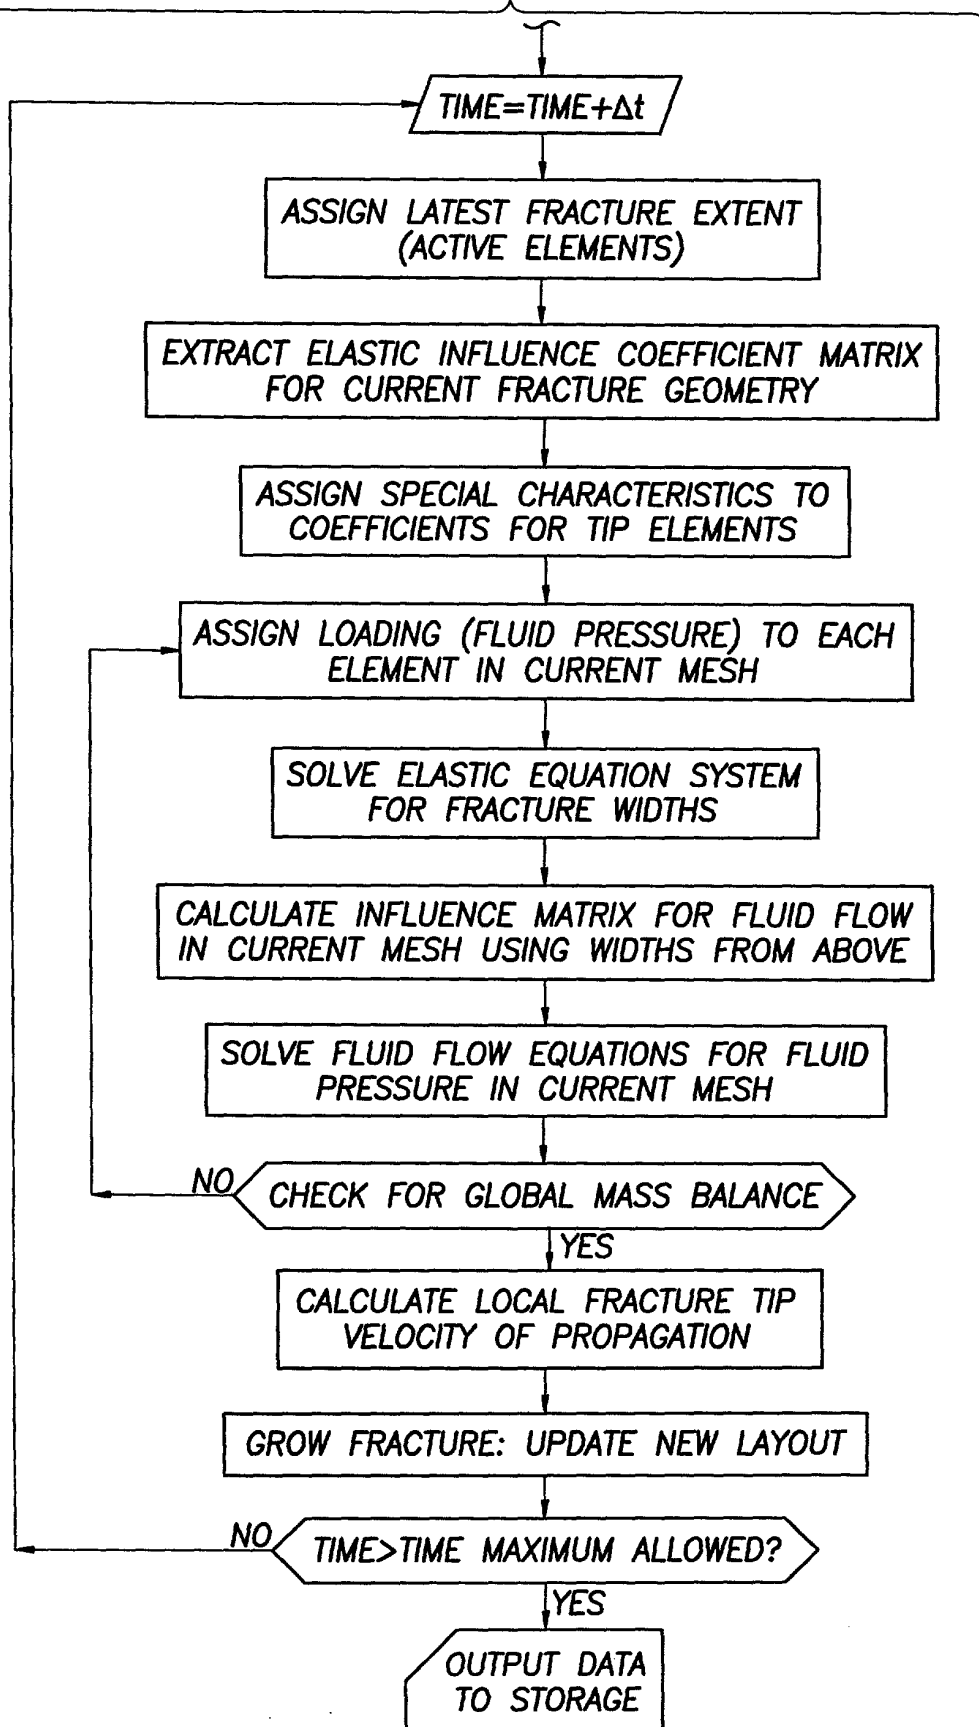 TIME=TIME+Δt
ASSIGN LATEST FRACTURE EXTENT
(ACTIVE ELEMENTS)
EXTRACT ELASTIC INFLUENCE COEFFICIENT MATRIX
FOR CURRENT FRACTURE GEOMETRY
ASSIGN SPECIAL CHARACTERISTICS TO
COEFFICIENTS FOR TIP ELEMENTS
ASSIGN LOADING (FLUID PRESSURE) TO EACH
ELEMENT IN CURRENT MESH
SOLVE ELASTIC EQUATION SYSTEM
FOR FRACTURE WIDTHS
CALCULATE INFLUENCE MATRIX FOR FLUID FLOW
IN CURRENT MESH USING WIDTHS FROM ABOVE
SOLVE FLUID FLOW EQUATIONS FOR FLUID
PRESSURE IN CURRENT MESH
NO
CHECK FOR GLOBAL MASS BALANCE
YES
CALCULATE LOCAL FRACTURE TIP
VELOCITY OF PROPAGATION
GROW FRACTURE: UPDATE NEW LAYOUT
NO
TIME>TIME MAXIMUM ALLOWED?
YES
OUTPUT DATA
TO STORAGE